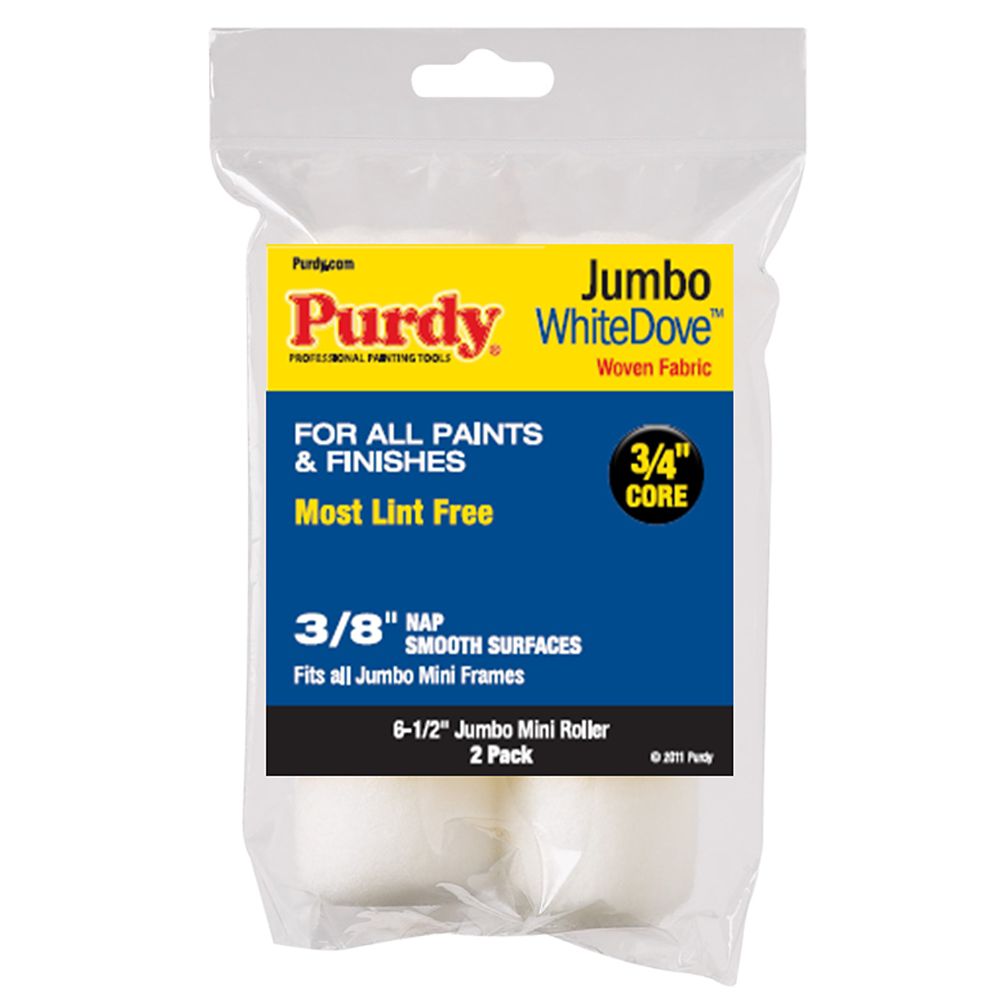 Purdy.com
Purdy®
PROFESSIONAL PAINTING TOOLS
Jumbo
WhiteDove™
Woven Fabric
FOR ALL PAINTS
& FINISHES
Most Lint Free
3/4"
CORE
3/8" NAP
SMOOTH SURFACES
Fits all Jumbo Mini Frames
6-1/2" Jumbo Mini Roller
2 Pack
© 2011 Purdy